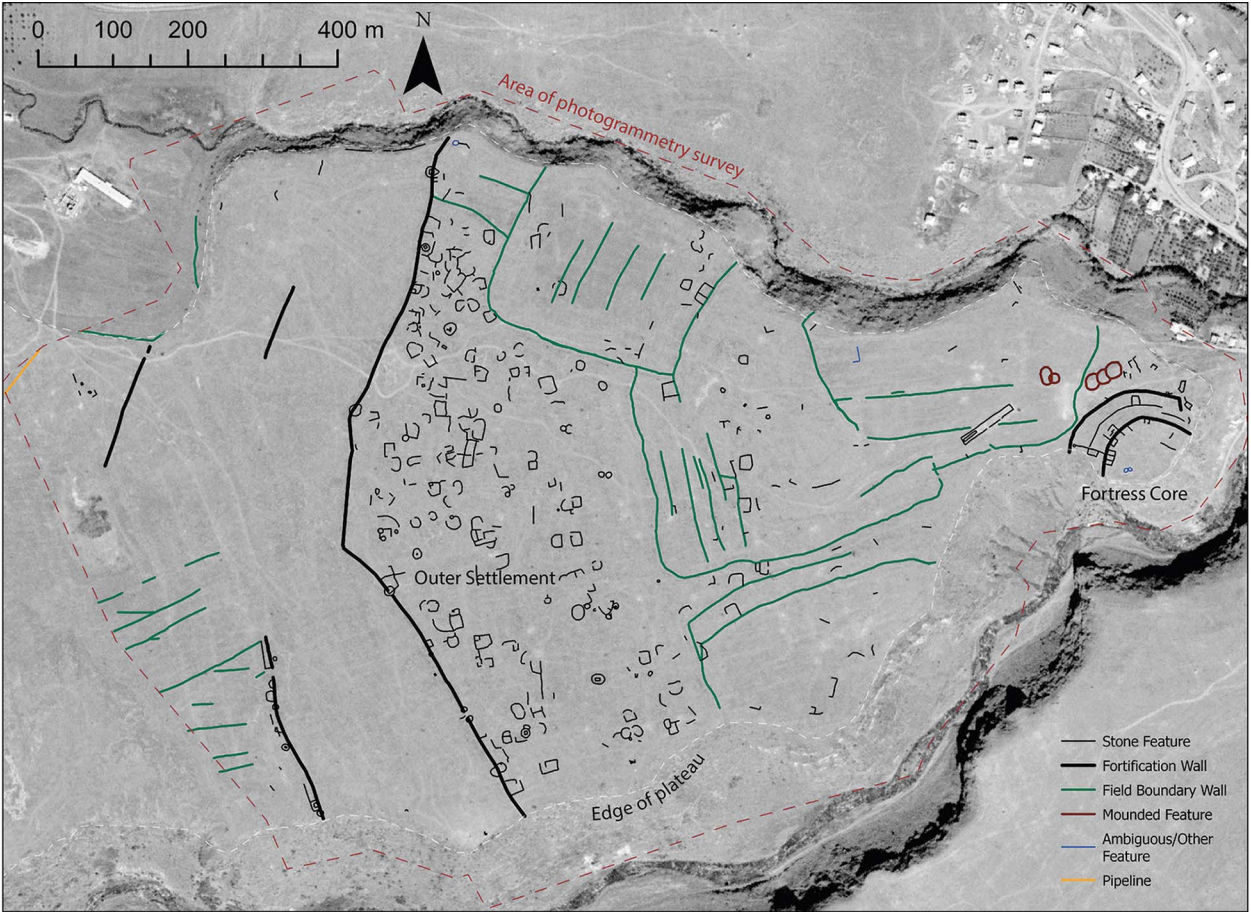 0 100 200 400 m
N
Area of photogrammetry survey
Fortress Core
Outer Settlement
Edge of plateau
Stone Feature
Fortification Wall
Field Boundary Wall
Mounded Feature
Ambiguous/Other
Feature
Pipeline